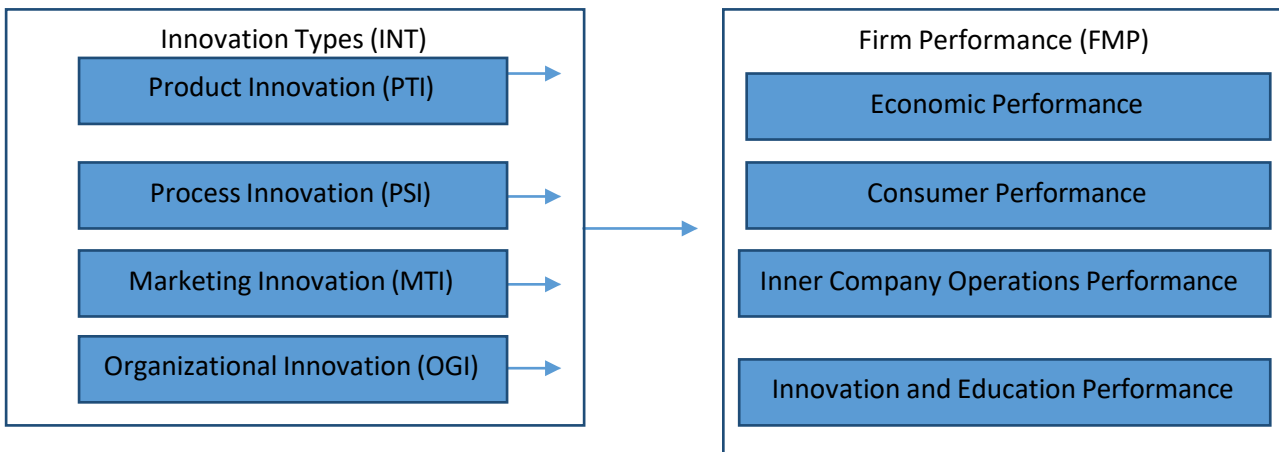 Innovation Types (INT)
Product Innovation (PTI)
Process Innovation (PSI)
Marketing Innovation (MTI)
Organizational Innovation (OGI)
Firm Performance (FMP)
Economic Performance
Consumer Performance
Inner Company Operations Performance
Innovation and Education Performance